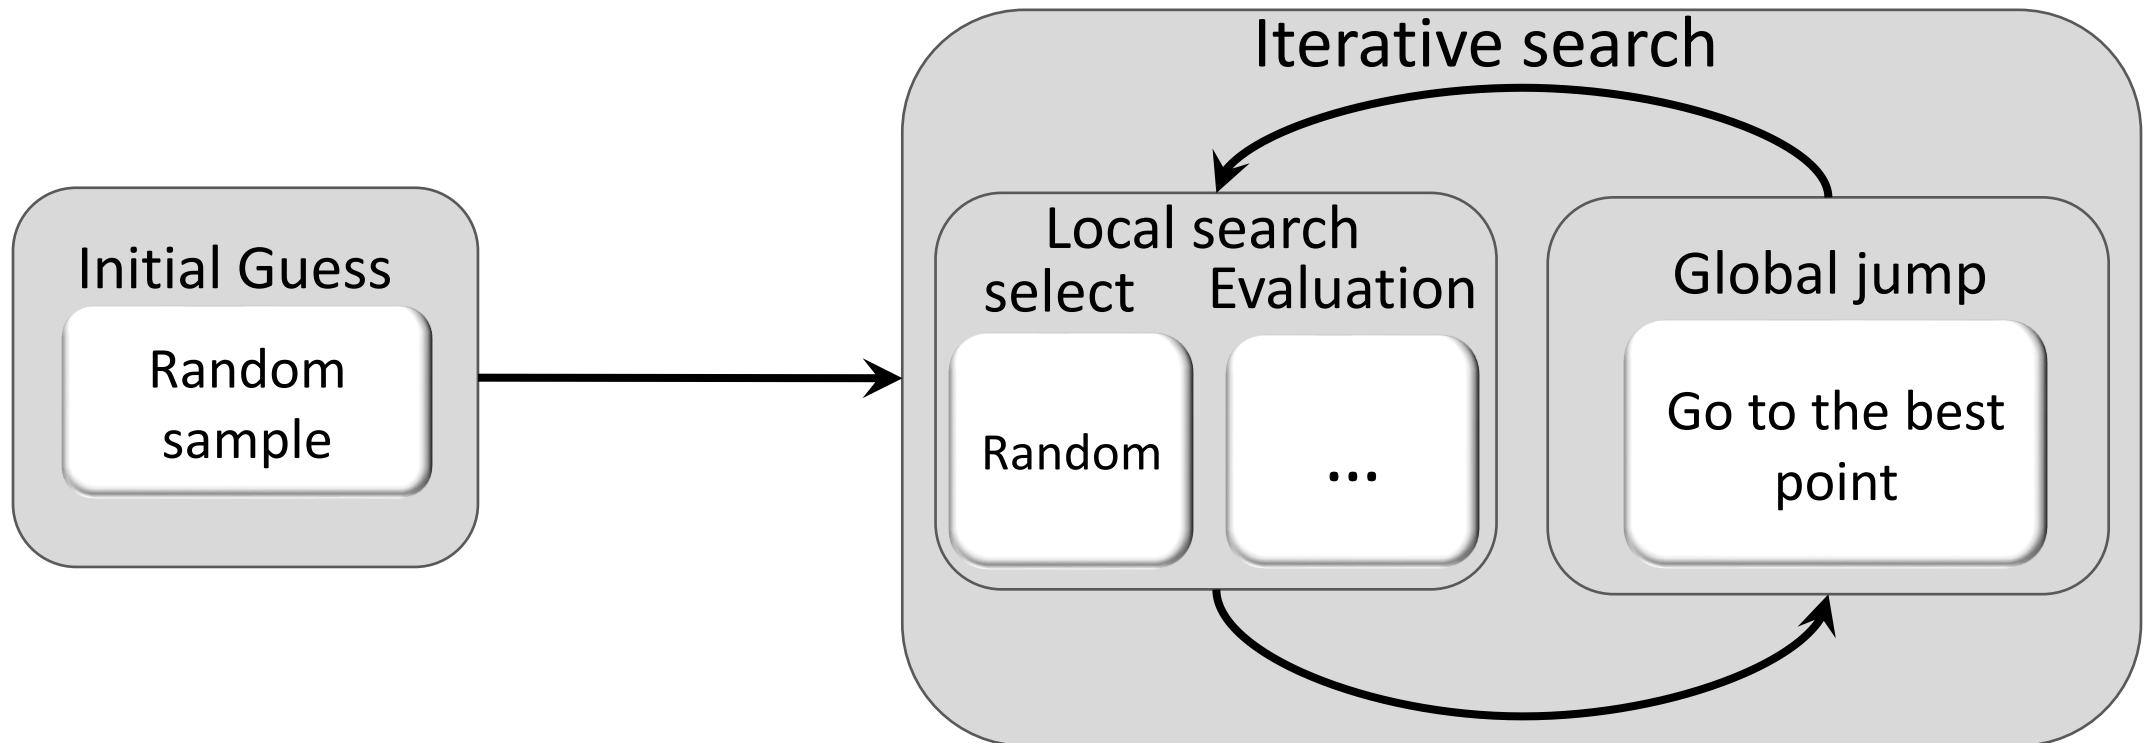 Iterative search
Initial Guess
Random
sample
Local search
select
Evaluation
Random
...
Global jump
Go to the best
point